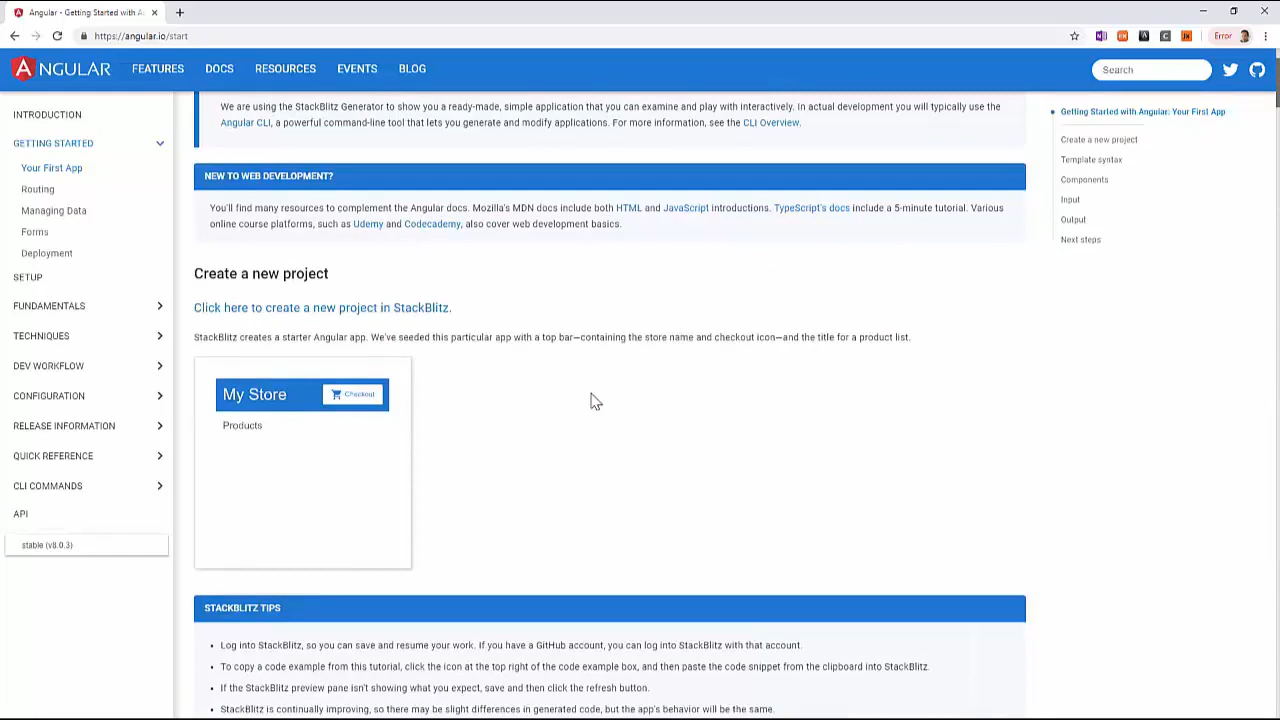 Angular - Getting Started with A
https://angular.io/start
Error
ANGULAR
FEATURES
DOCS
RESOURCES
EVENTS
BLOG
Search
INTRODUCTION
GETTING STARTED
Your First App
Routing
Managing Data
Forms
Deployment
SETUP
FUNDAMENTALS
TECHNIQUES
DEV WORKFLOW
CONFIGURATION
RELEASE INFORMATION
QUICK REFERENCE
CLI COMMANDS
API
stable (v8.0.3)
We are using the StackBlitz Generator to show you a ready-made, simple application that you can examine and play with interactively. In actual development you will typically use the
Angular CLI, a powerful command-line tool that lets you generate and modify applications. For more information, see the CLI Overview.
NEW TO WEB DEVELOPMENT?
You'll find many resources to complement the Angular docs. Mozilla's MDN docs include both HTML and JavaScript introductions. TypeScript's docs include a 5-minute tutorial. Various
online course platforms, such as Udemy and Codecademy, also cover web development basics.
Create a new project
Click here to create a new project in StackBlitz.
StackBlitz creates a starter Angular app. We've seeded this particular app with a top bar—containing the store name and checkout icon—and the title for a product list.
My Store
Checkout
Products
STACKBLITZ TIPS
• Log into StackBlitz, so you can save and resume your work. If you have a GitHub account, you can log into StackBlitz with that account.
• To copy a code example from this tutorial, click the icon at the top right of the code example box, and then paste the code snippet from the clipboard into StackBlitz.
• If the StackBlitz preview pane isn't showing what you expect, save and then click the refresh button.
• StackBlitz is continually improving, so there may be slight differences in generated code, but the app's behavior will be the same.
Getting Started with Angular: Your First App
Create a new project
Template syntax
Components
Input
Output
Next steps